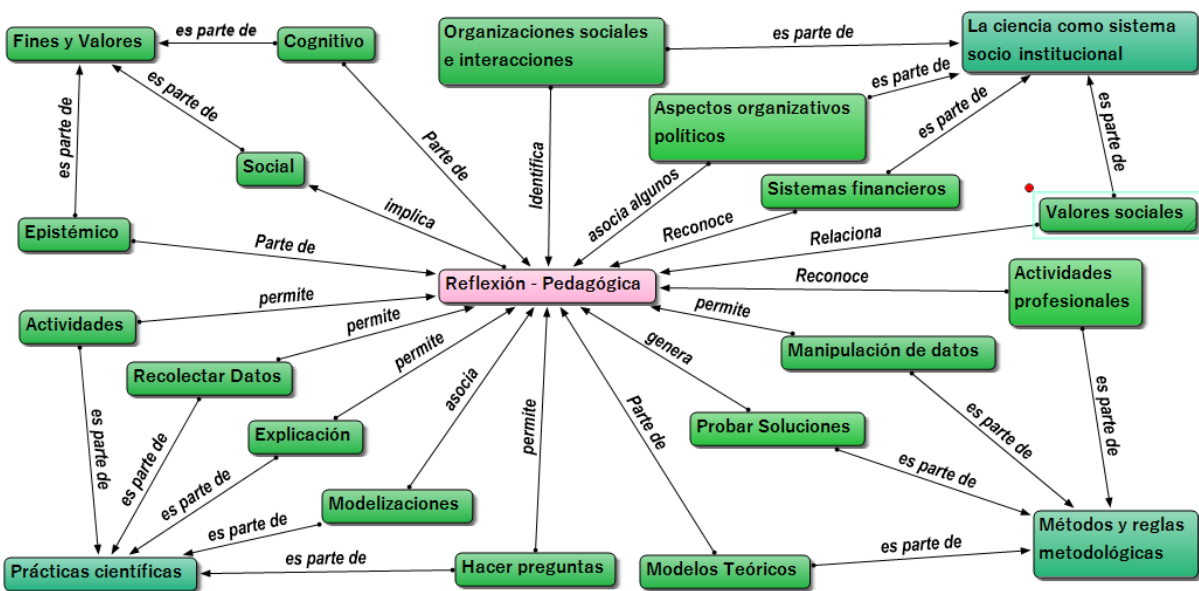 Fines y Valores
es parte de
Cognitivo
Organizaciones sociales
e interacciones
es parte de
La ciencia como sistema
socio institucional
es parte de
es parte de
Aspectos organizativos
políticos
es parte de
es parte de
es parte de
es parte de
Social
Parte de
Identifica
asocia algunos
Sistemas financieros
Valores sociales
implica
Reconoce
Relaciona
Epistémico
Parte de
Reflexión - Pedagógica
Reconoce
Actividades
profesionales
Actividades
permite
permite
permite
asocia
permite
Parte de
genera
permite
Manipulación de datos
Recolectar Datos
es parte de
es parte de
Explicación
Probar Soluciones
es parte de
es parte de
es parte de
es parte de
Modelizaciones
es parte de
Métodos y reglas
metodológicas
Prácticas científicas
es parte de
Hacer preguntas
Modelos Teóricos
es parte de